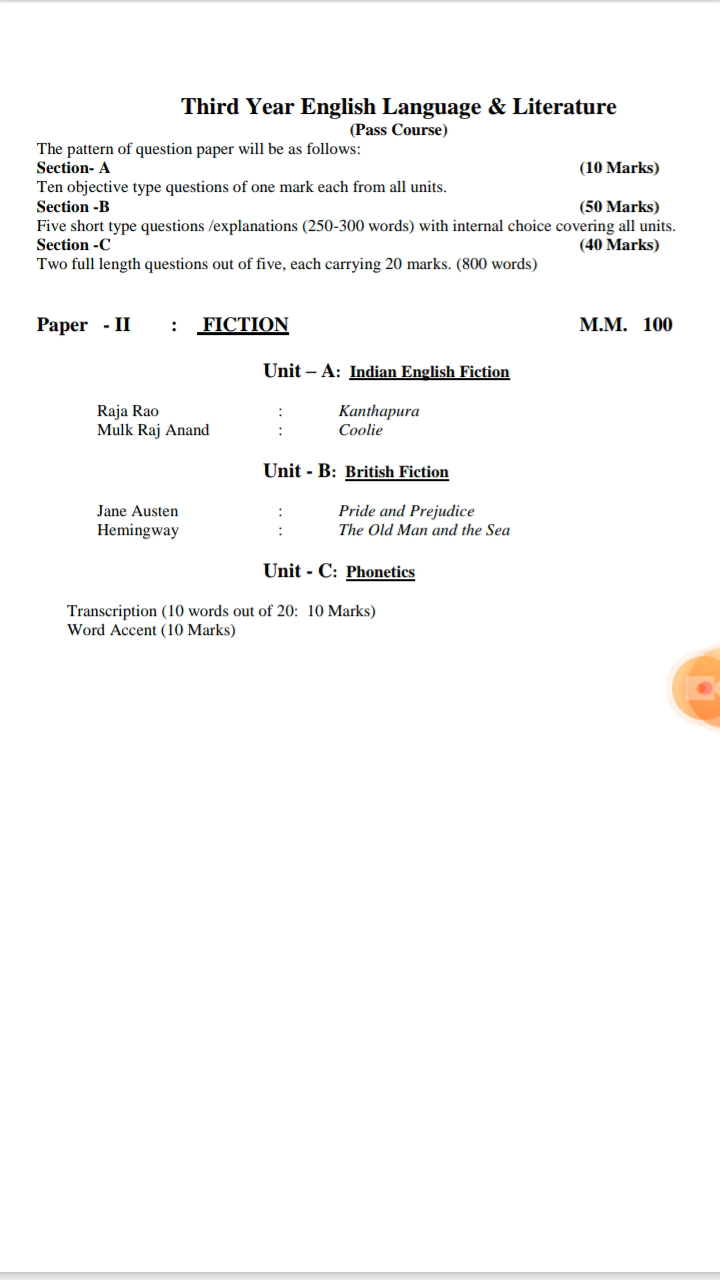 Third Year English Language & Literature
(Pass Course)
The pattern of question paper will be as follows:
Section- A (10 Marks)
Ten objective type questions of one mark each from all units.
Section -B (50 Marks)
Five short type questions /explanations (250-300 words) with internal choice covering all units.
Section -C (40 Marks)
Two full length questions out of five, each carrying 20 marks. (800 words)
Paper - II : FICTION M.M. 100
Unit – A: Indian English Fiction
Raja Rao : Kanthapura
Mulk Raj Anand : Coolie
Unit - B: British Fiction
Jane Austen : Pride and Prejudice
Hemingway : The Old Man and the Sea
Unit - C: Phonetics
Transcription (10 words out of 20: 10 Marks)
Word Accent (10 Marks)